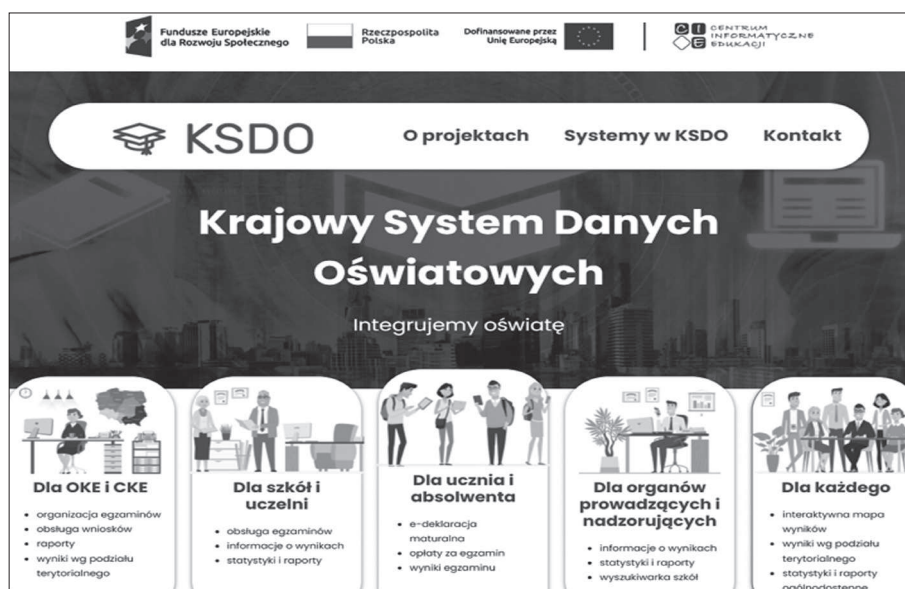 Fundusze Europejskie
dla Rozwoju Społecznego
Rzeczpospolita
Polska
Dofinansowane przez
Unię Europejską
CIE
CENTRUM
INFORMATYCZNE
EDUKACJI
KSDO
O projektach
Systemy w KSDO
Kontakt
Krajowy System Danych
Oświatowych
Integrujemy oświatę
Dla OKE i CKE
• organizacja egzaminów
• obsługa wniosków
• raporty
• wyniki wg podziału
terytorialnego
Dla szkół i
uczelni
• obsługa egzaminów
• informacje o wynikach
• statystyki i raporty
Dla ucznia i
absolwenta
• e-deklaracja
maturalna
• opłaty za egzamin
• wyniki egzaminu
Dla organów
prowadzących i
nadzorujących
• informacje o wynikach
• statystyki i raporty
• wyszukiwarka szkół
Dla każdego
• interaktywna mapa
wyników
• wyniki wg podziału
terytorialnego
• statystyki i raporty
ogólnodostępne